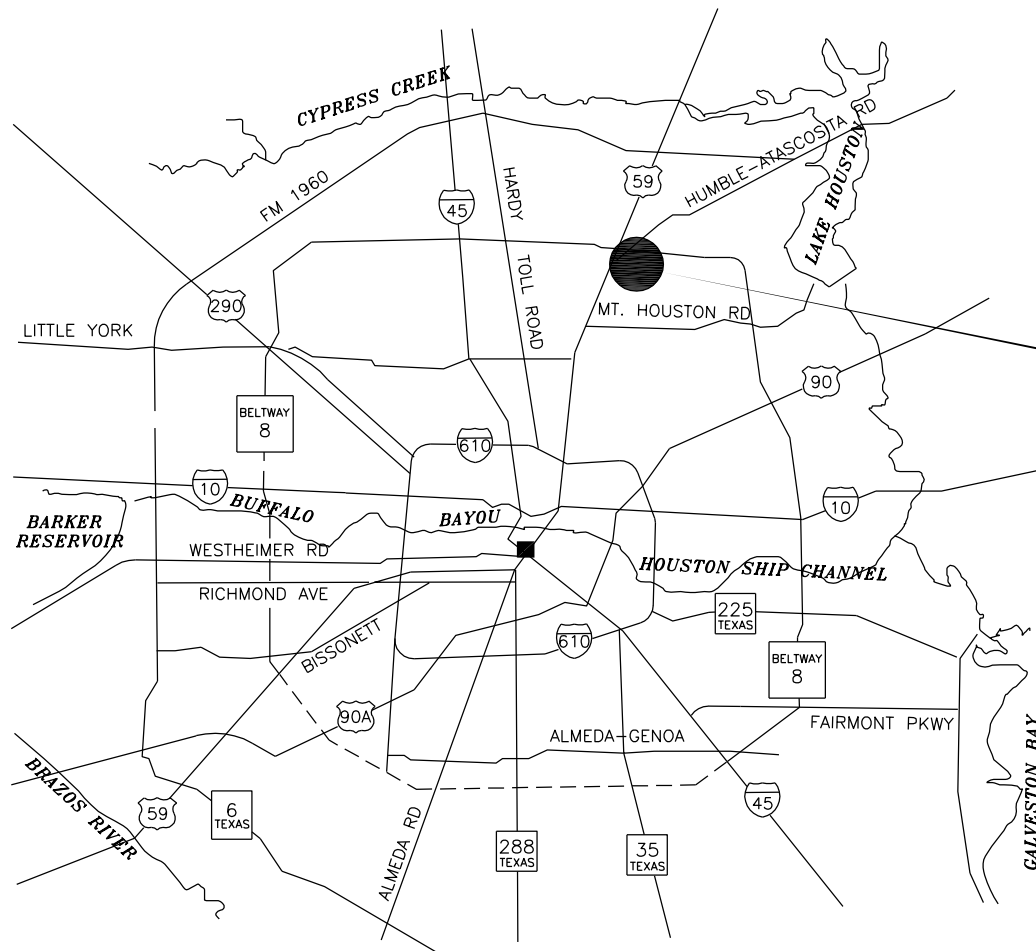 CYPRESS CREEK
HUMBLE-ATASCOSITA RD
59
FM 1960
45
HARDY
LAKE HOUSTON
TOLL ROAD
290
MT. HOUSTON RD
LITTLE YORK
90
BELTWAY
8
610
10
BUFFALO
BAYOU
10
BARKER
RESERVOIR
WESTHEIMER RD
HOUSTON SHIP CHANNEL
RICHMOND AVE
225
TEXAS
BISSONETT
610
BELTWAY
8
90A
FAIRMONT PKWY
ALMEDA-GENOA
GALVESTON BAY
BRAZOS RIVER
59
6
TEXAS
45
ALMEDA RD
288
TEXAS
35
TEXAS